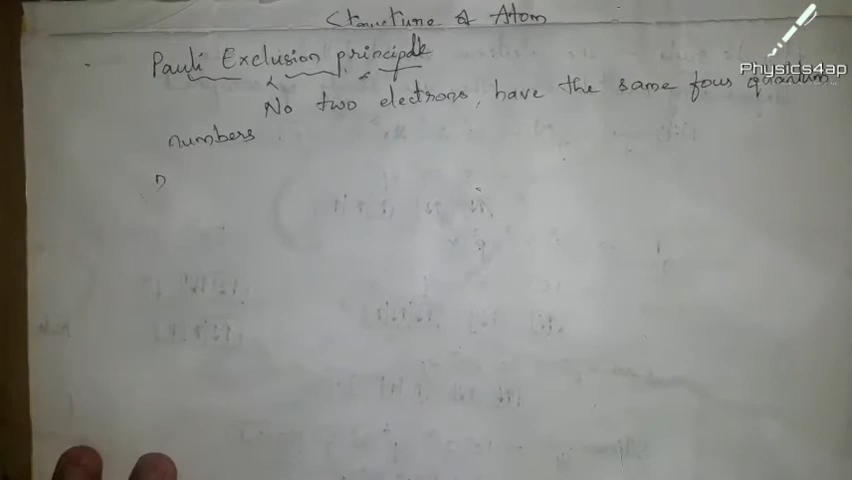 Structure of Atom
Physics4ap
Pauli Exclusion principle
No two electrons, have the same four quantum
numbers